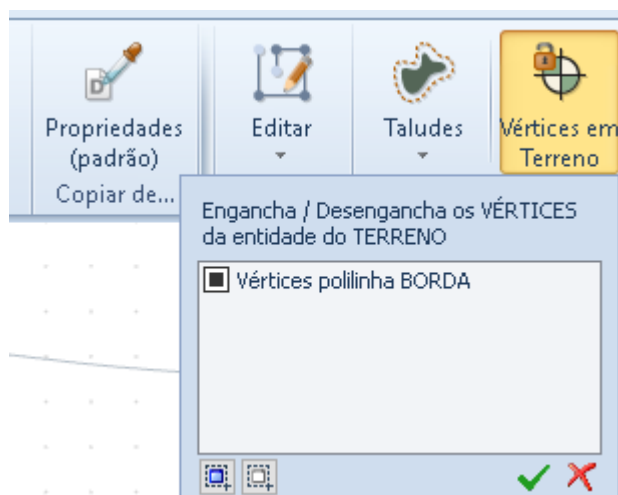 D
Propriedades
(padrão)
Copiar de...
Editar
Taludes
Vértices em
Terreno
Engancha / Desengancha os VÉRTICES
da entidade do TERRENO
Vértices polilinha BORDA